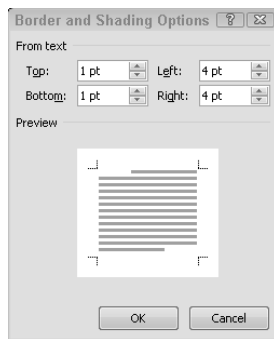 Border and Shading Options
From text
Top: 1 pt Left: 4 pt
Bottom: 1 pt Right: 4 pt
Preview
OK Cancel